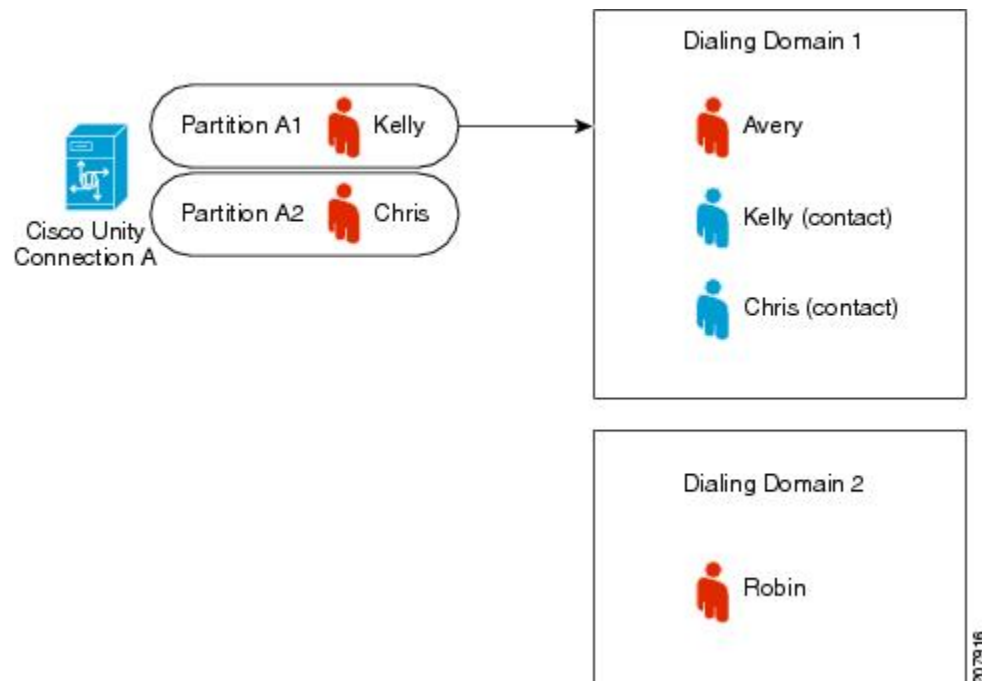 Cisco Unity
Connection A
Partition A1
Kelly
Partition A2
Chris
Dialing Domain 1
Avery
Kelly (contact)
Chris (contact)
Dialing Domain 2
Robin
207916